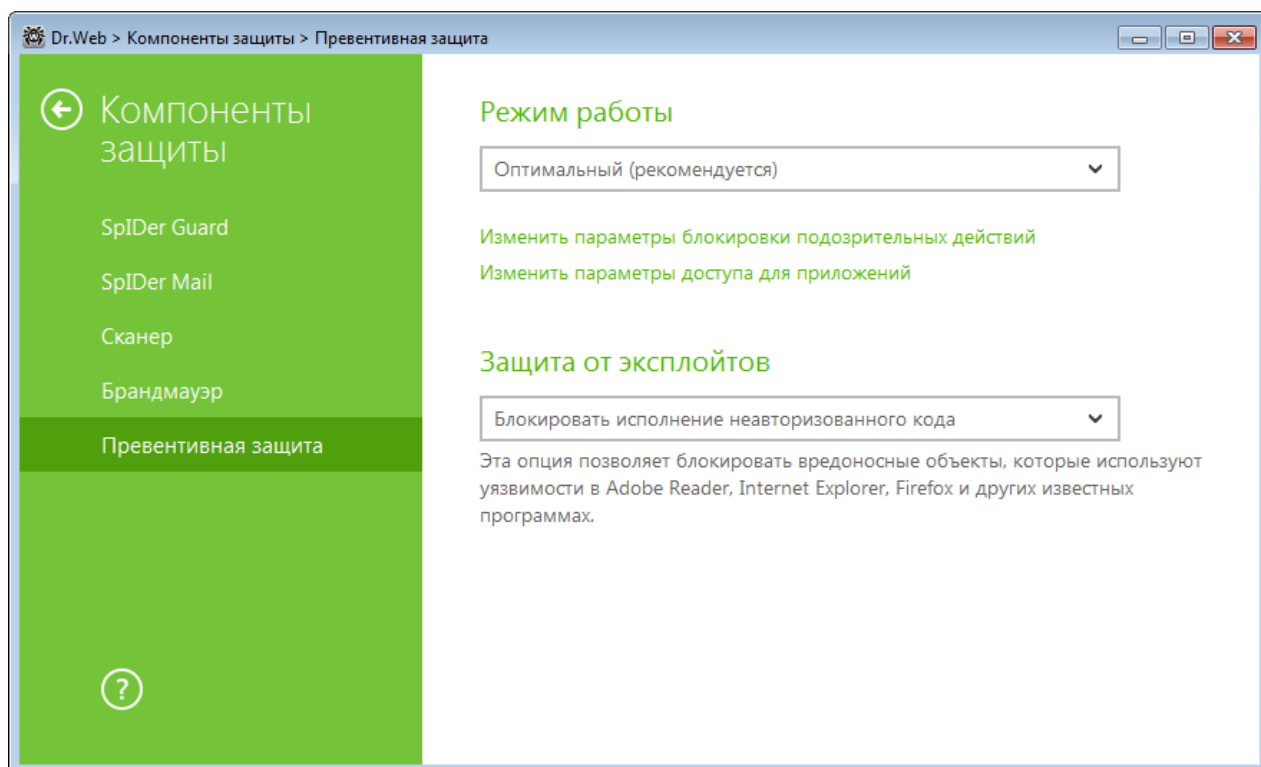 Dr.Web > Компоненты защиты > Превентивная защита
Компоненты
защиты
SpIDer Guard
SpIDer Mail
Сканер
Брандмауэр
Превентивная защита
?
Режим работы
Оптимальный (рекомендуется)
Изменить параметры блокировки подозрительных действий
Изменить параметры доступа для приложений
Защита от эксплойтов
Блокировать исполнение неавторизованного кода
Эта опция позволяет блокировать вредоносные объекты, которые используют
уязвимости в Adobe Reader, Internet Explorer, Firefox и других известных
программах.